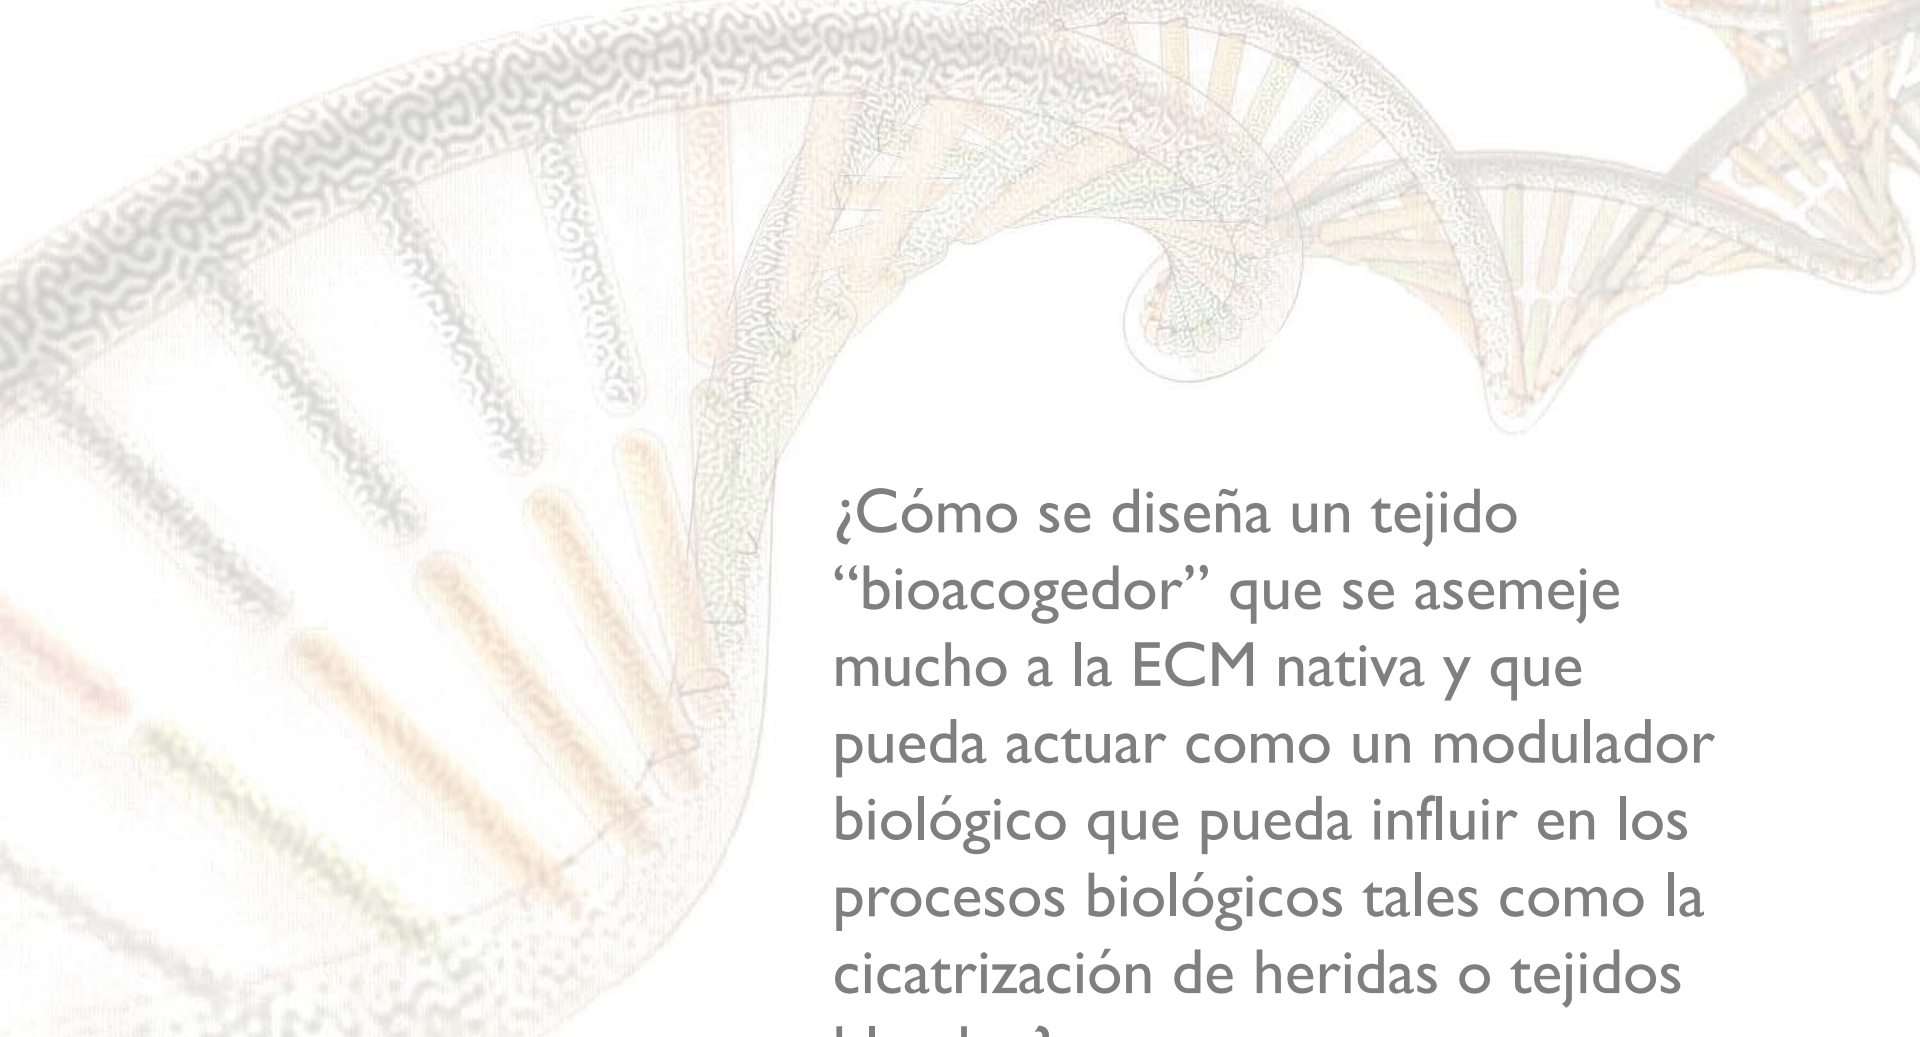 ¿Cómo se diseña un tejido
“bioacogedor” que se asemeje
mucho a la ECM nativa y que
pueda actuar como un modulador
biológico que pueda influir en los
procesos biológicos tales como la
cicatrización de heridas o tejidos